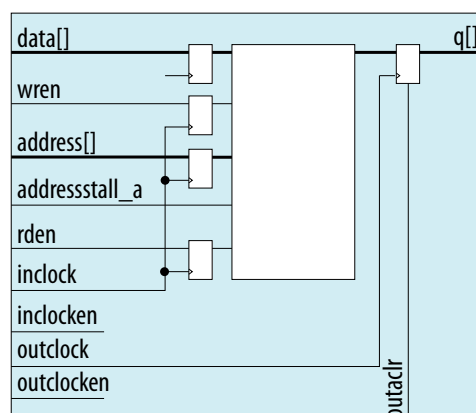 data[]
q[]
wren
address[]
addressstall_a
rden
inclock
inclocken
outclock
outclocken
outaclr